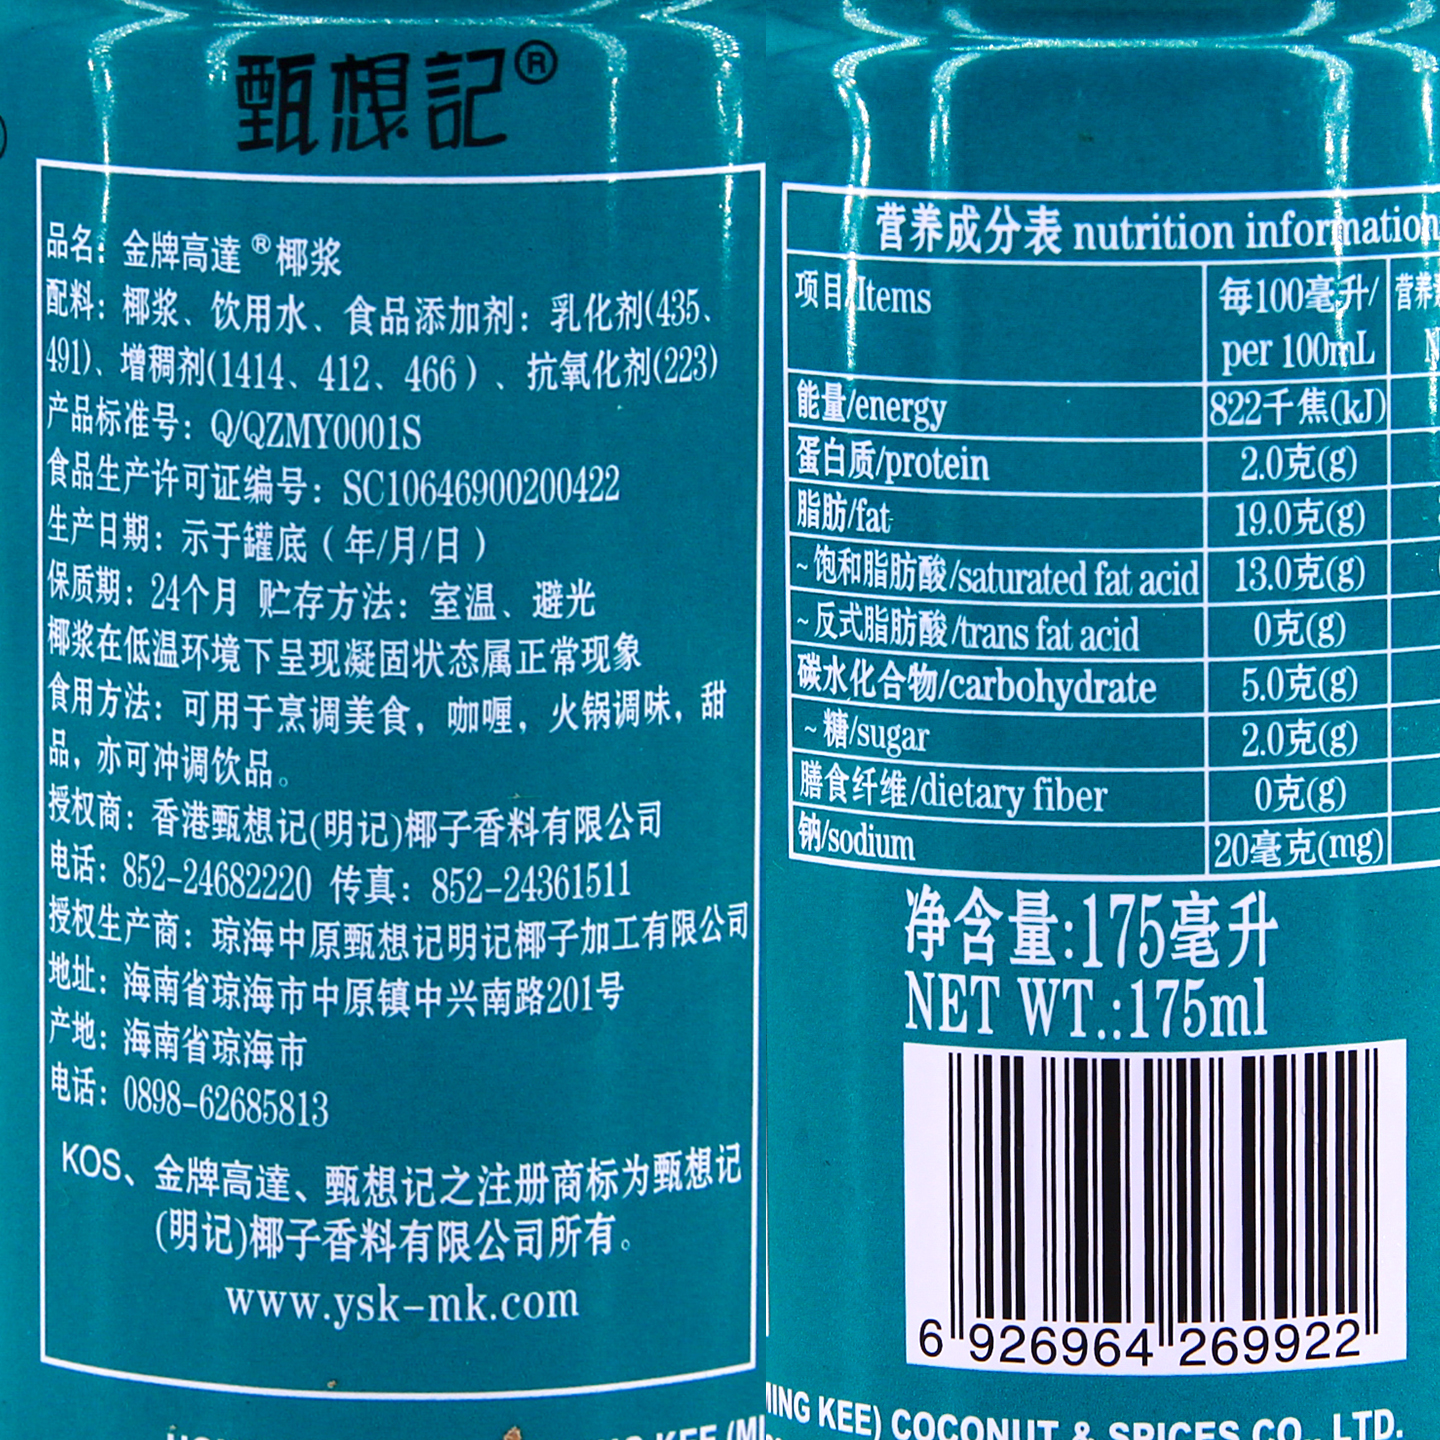 甄想記®
品名：金牌高達®椰浆
配料：椰浆、饮用水、食品添加剂：乳化剂(435、
491)、增稠剂(1414、412、466）、抗氧化剂(223)
产品标准号：Q/QZMY0001S
食品生产许可证编号：SC10646900200422
生产日期：示于罐底（年/月/日）
保质期：24个月 贮存方法：室温、避光
椰浆在低温环境下呈现凝固状态属正常现象
食用方法：可用于烹调美食，咖喱，火锅调味，甜
品，亦可冲调饮品。
授权商：香港甄想记(明记)椰子香料有限公司
电话：852-24682220 传真：852-24361511
授权生产商：琼海中原甄想记明记椰子加工有限公司
地址：海南省琼海市中原镇中兴南路201号
产地：海南省琼海市
电话：0898-62685813
KOS、金牌高達、甄想记之注册商标为甄想记
(明记)椰子香料有限公司所有。
www.ysk-mk.com
营养成分表 nutrition information
项目/Items 每100毫升/ 营养
per 100mL
能量/energy 822千焦(kJ)
蛋白质/protein 2.0克(g)
脂肪/fat 19.0克(g)
~饱和脂肪酸/saturated fat acid 13.0克(g)
~反式脂肪酸/trans fat acid 0克(g)
碳水化合物/carbohydrate 5.0克(g)
~糖/sugar 2.0克(g)
膳食纤维/dietary fiber 0克(g)
钠/sodium 20毫克(mg)
净含量:175毫升
NET WT.:175ml
6 926964 269922
KEE) COCONUT & SPICES CO., LTD.